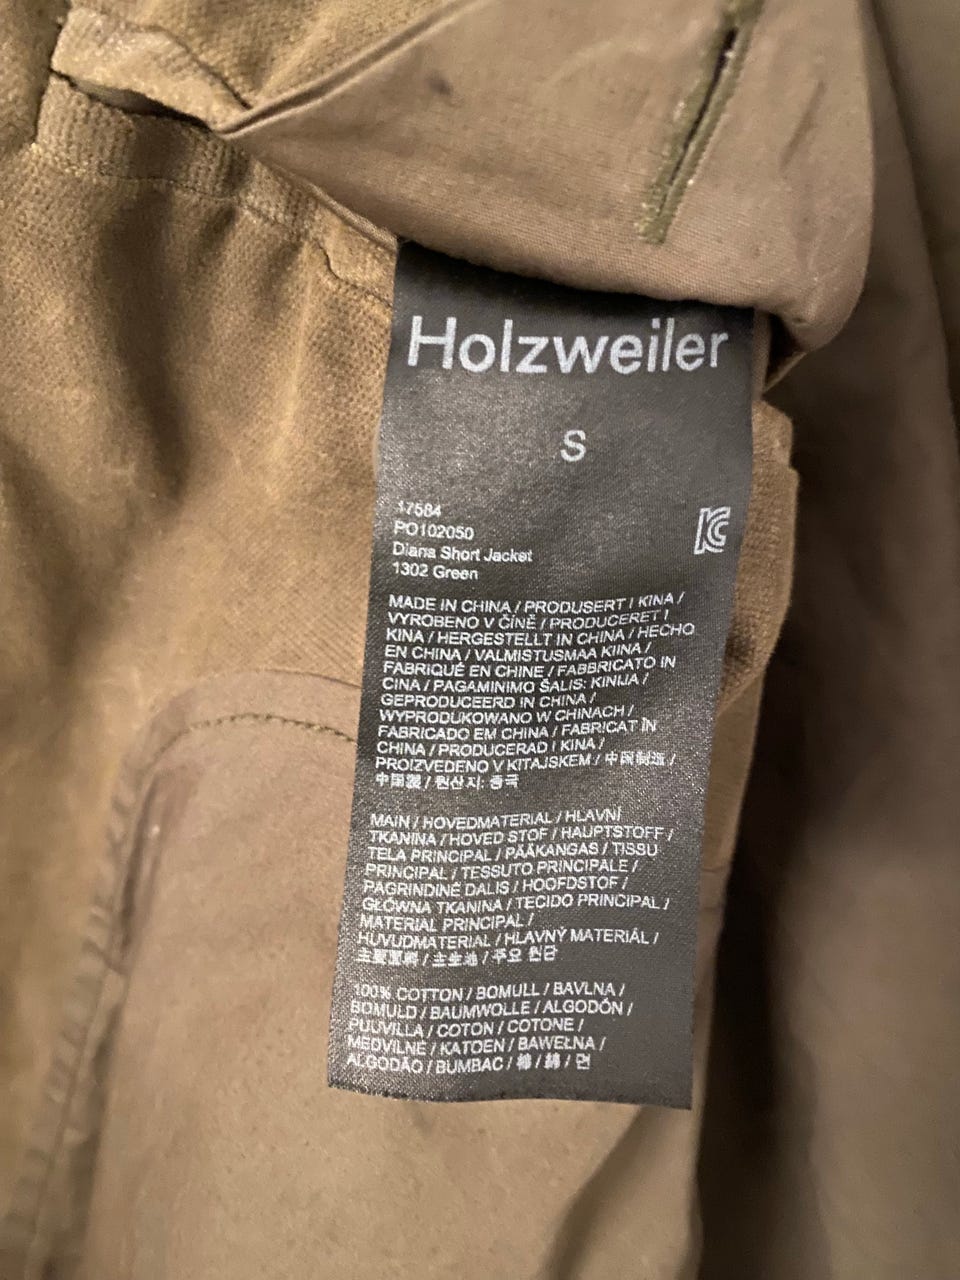 Holzweiler
S
17584
PO102050
Diana Short Jacket
1302 Green
MADE IN CHINA / PRODUSERT I KINA /
VYROBENO V ČÍNĚ / PRODUCERET I
KINA / HERGESTELLT IN CHINA / HECHO
EN CHINA / VALMISTUSMAA KIINA /
FABRIQUÉ EN CHINE / FABBRICATO IN
CINA / PAGAMINIMO ŠALIS: KINIJA /
GEPRODUCEERD IN CHINA /
WYPRODUKOWANO W CHINACH /
FABRICADO EM CHINA / FABRICAT ÎN
CHINA / PRODUCERAD I KINA /
PROIZVEDENO V KITAJSKEM / 中国制造 /
中国製 / 원산지: 중국
MAIN / HOVEDMATERIAL / HLAVNÍ
TKANINA / HOVED STOF / HAUPTSTOFF /
TELA PRINCIPAL / PÄÄKANGAS / TISSU
PRINCIPAL / TESSUTO PRINCIPALE /
PAGRINDINĖ DALIS / HOOFDSTOF /
GŁÓWNA TKANINA / TECIDO PRINCIPAL /
MATERIAL PRINCIPAL /
HUVUDMATERIAL / HLAVNÝ MATERIÁL /
/ 主生地 / 주요 원단
100% COTTON / BOMULL / BAVLNA /
BOMULD / BAUMWOLLE / ALGODÓN /
PUUVILLA / COTON / COTONE /
MEDVILNĖ / KATOEN / BAWEŁNA /
ALGODÃO / BUMBAC / 棉 / 綿 / 면